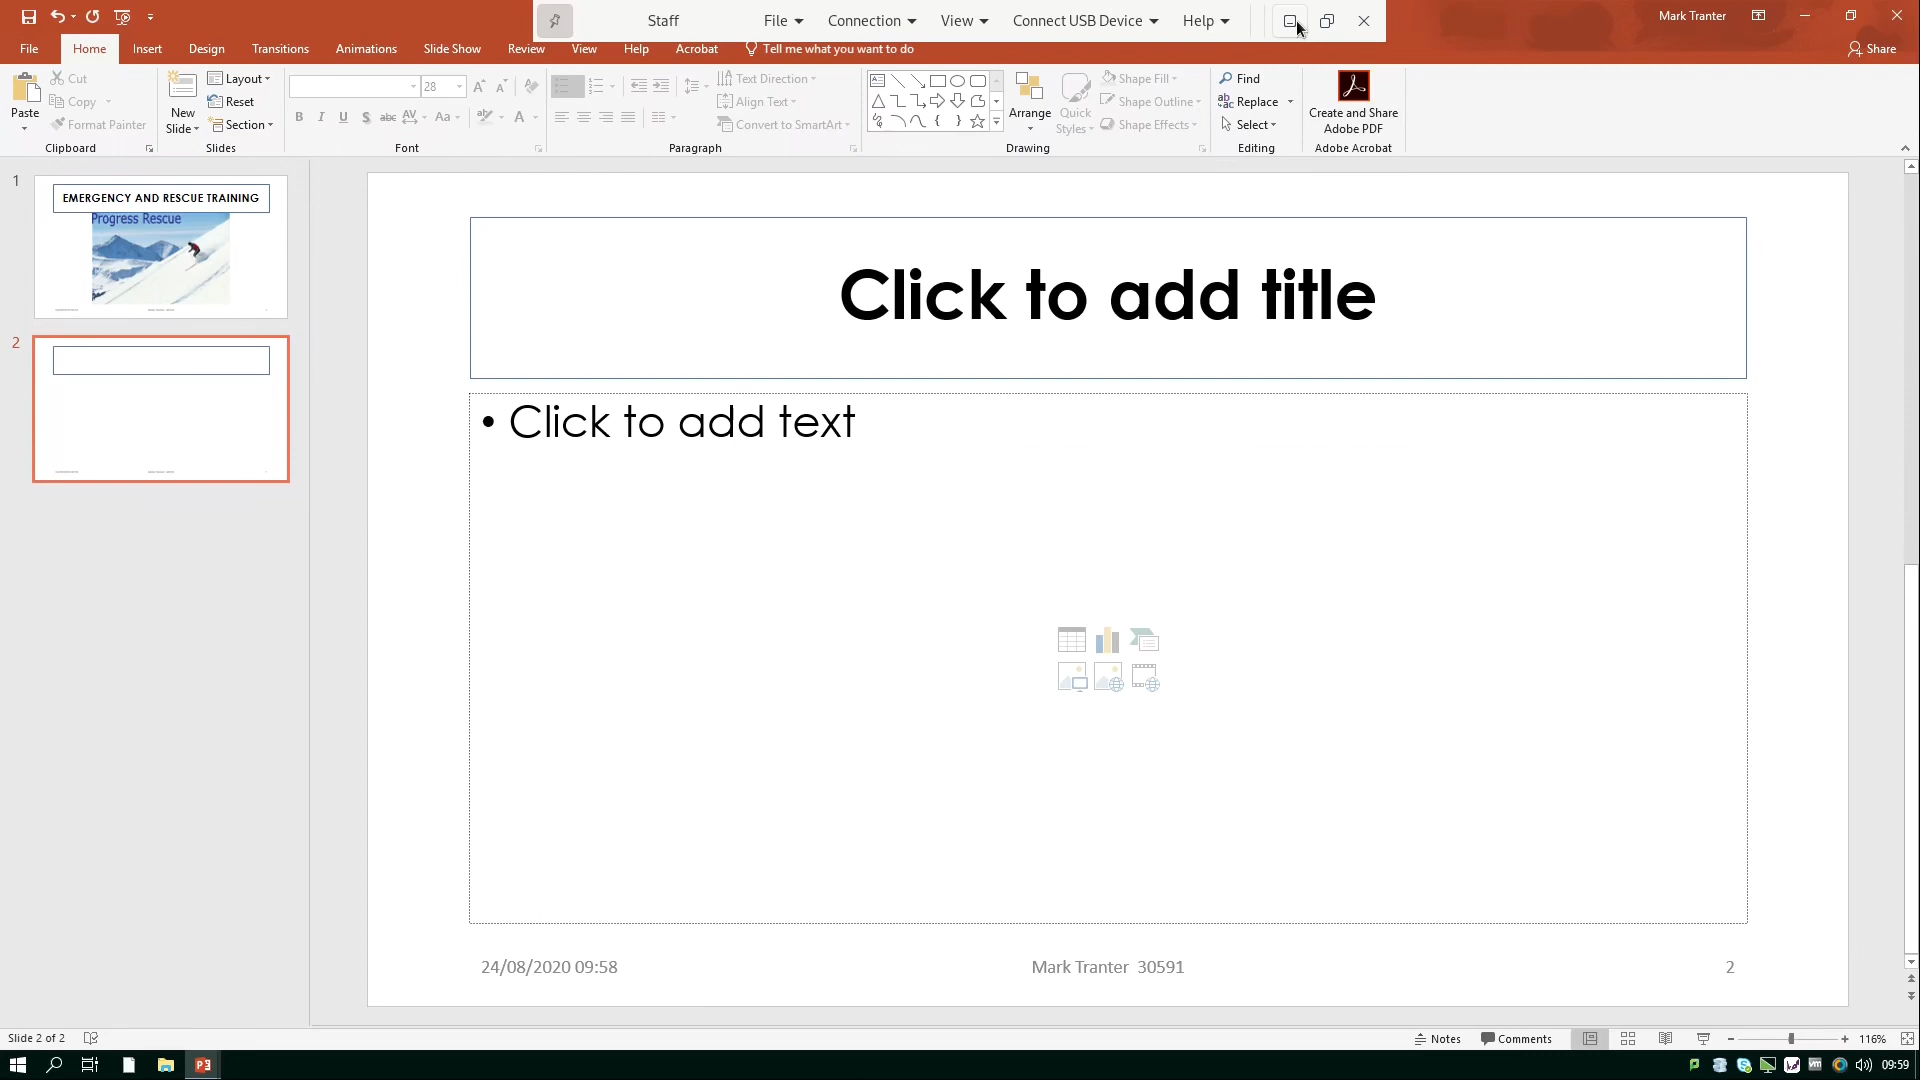 Staff File Connection View Connect USB Device Help
Mark Tranter
File Home Insert Design Transitions Animations Slide Show Review View Help Acrobat Tell me what you want to do Share
Paste
Cut
Copy
Format Painter
Clipboard
New
Slide
Layout
Reset
Section
Slides
28
B I U S abc AV Aa A
Font
Text Direction
Align Text
Convert to SmartArt
Paragraph
Arrange
Quick
Styles
Shape Fill
Shape Outline
Shape Effects
Drawing
Find
Replace
Select
Editing
Create and Share
Adobe PDF
Adobe Acrobat
1
EMERGENCY AND RESCUE TRAINING
Progress Rescue
2
Click to add title
• Click to add text
24/08/2020 09:58 Mark Tranter 30591 2
Slide 2 of 2 Notes Comments 116%
09:59